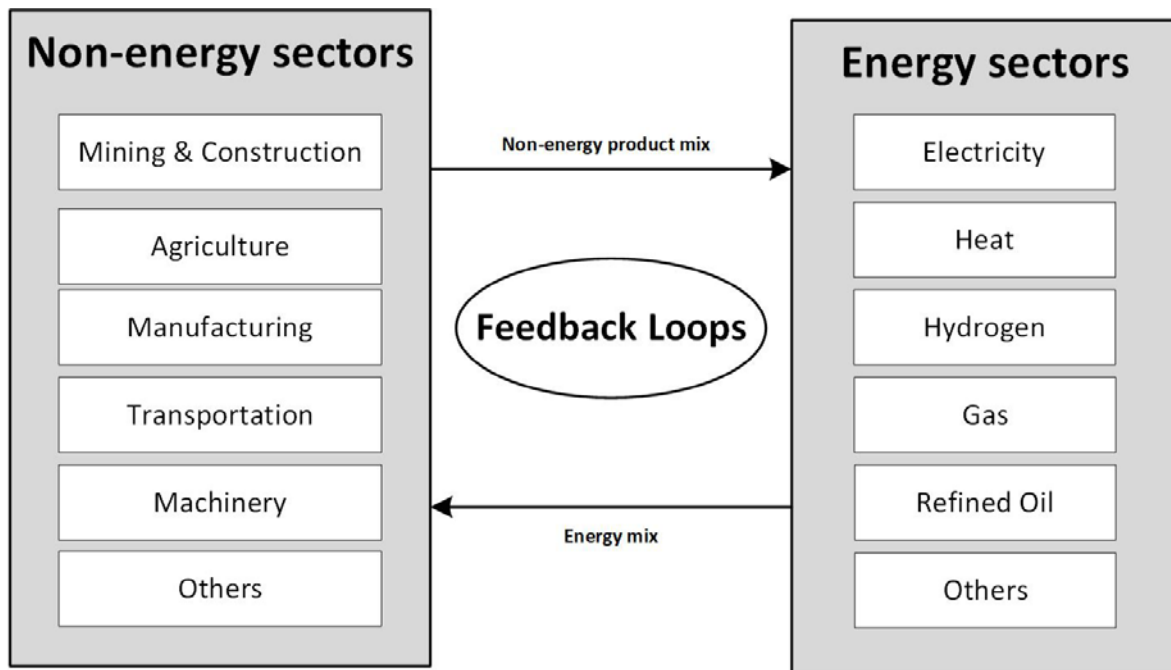 Non-energy sectors
Mining & Construction
Agriculture
Manufacturing
Transportation
Machinery
Others
Non-energy product mix
Feedback Loops
Energy mix
Energy sectors
Electricity
Heat
Hydrogen
Gas
Refined Oil
Others